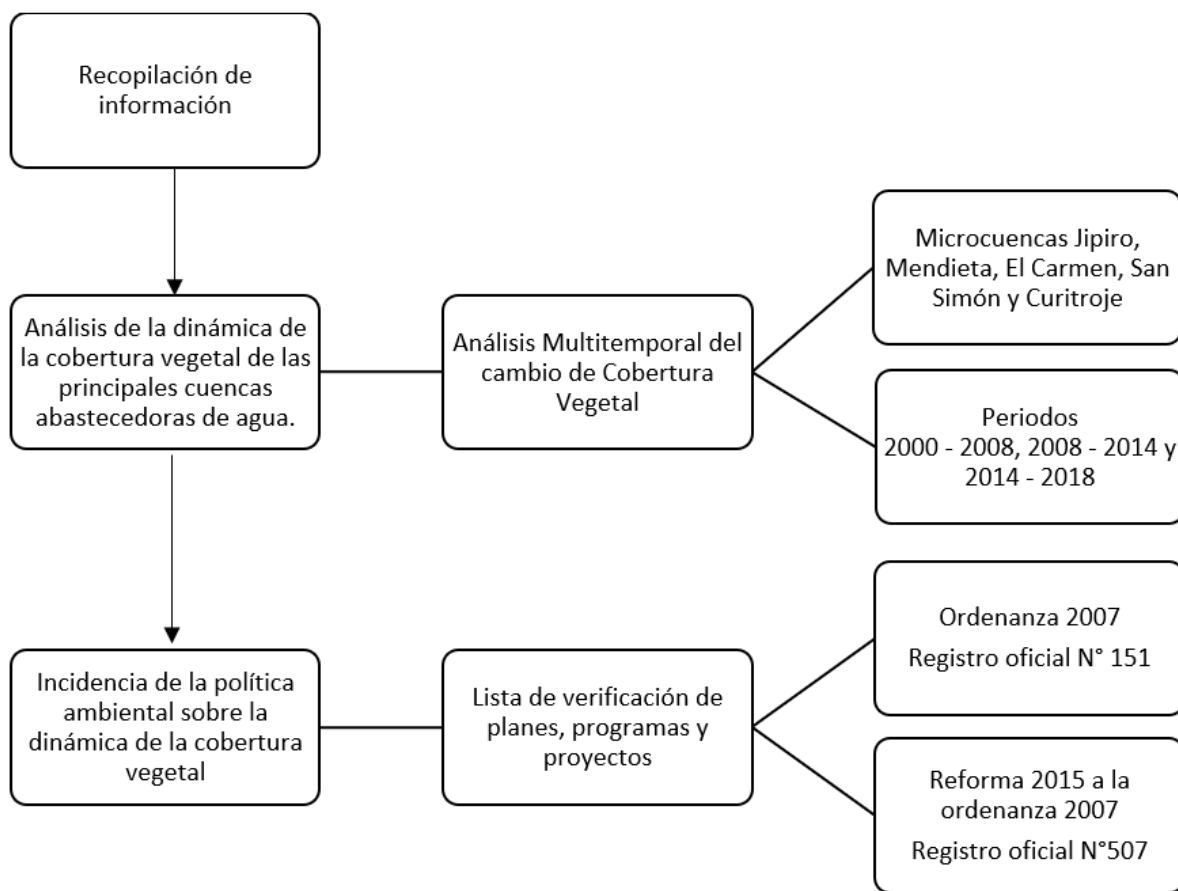 Recopilación de
información
Análisis de la dinámica de
la cobertura vegetal de las
principales cuencas
abastecedoras de agua.
Análisis Multitemporal del
cambio de Cobertura
Vegetal
Microcuencas Jipiro,
Mendieta, El Carmen, San
Simón y Curitroje
Periodos
2000 - 2008, 2008 - 2014 y
2014 - 2018
Incidencia de la política
ambiental sobre la
dinámica de la cobertura
vegetal
Lista de verificación de
planes, programas y
proyectos
Ordenanza 2007
Registro oficial N° 151
Reforma 2015 a la
ordenanza 2007
Registro oficial N°507